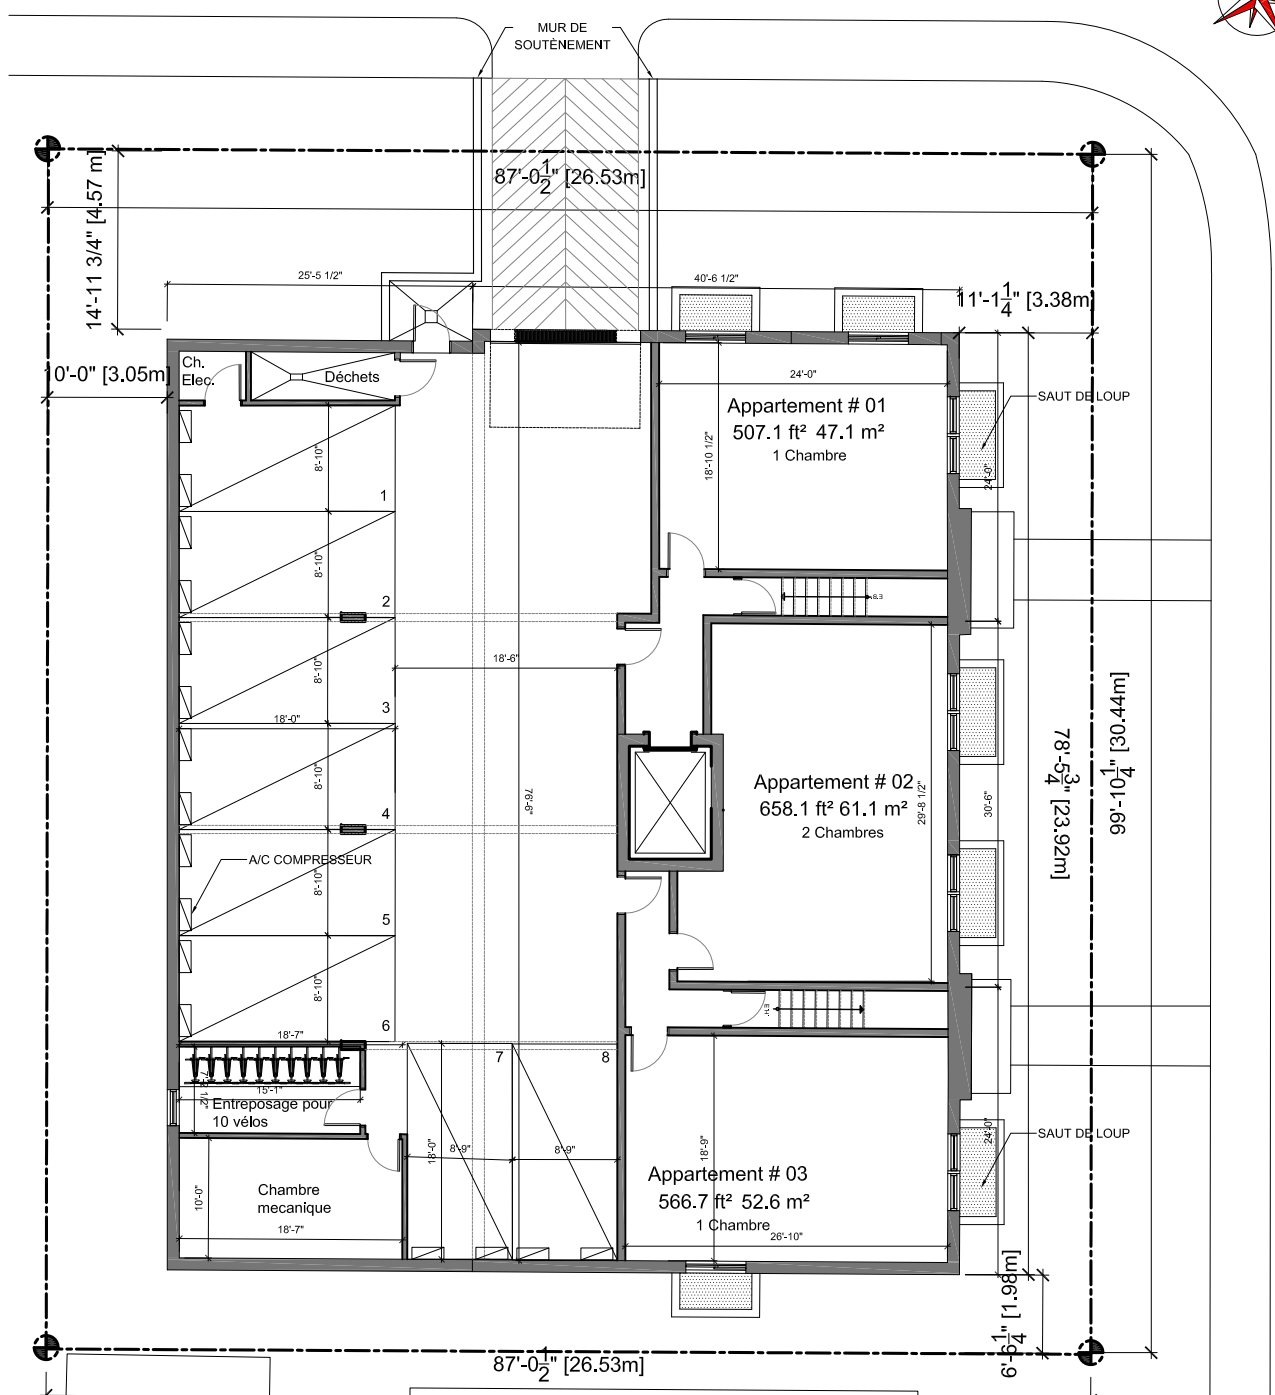 MUR DE
SOUTÈNEMENT
87'-0 1/2" [26.53m]
14'-11 3/4" [4.57 m]
25'-5 1/2"
40'-6 1/2"
11'-1 1/4" [3.38m]
10'-0" [3.05m]
Ch.
Elec.
Déchets
24'-0"
SAUT DE LOUP
Appartement # 01
507.1 ft² 47.1 m²
1 Chambre
18'-10 1/2"
24'-0"
8'-10"
1
8'-10"
2
8'-10"
3
18'-6"
18'-0"
8'-10"
4
76'-6"
Appartement # 02
658.1 ft² 61.1 m²
2 Chambres
29'-8 1/2"
30'-6"
78'-5 3/4" [23.92m]
99'-10 1/4" [30.44m]
A/C COMPRESSEUR
8'-10"
5
8'-10"
6
18'-7"
7
8
7'-2 1/2"
15'-1"
Entreposage pour
10 vélos
18'-0"
8'-9"
8'-9"
18'-9"
24'-0"
SAUT DE LOUP
Appartement # 03
566.7 ft² 52.6 m²
1 Chambre
26'-10"
Chambre
mecanique
10'-0"
18'-7"
6'-6 1/4" [1.98m]
87'-0 1/2" [26.53m]